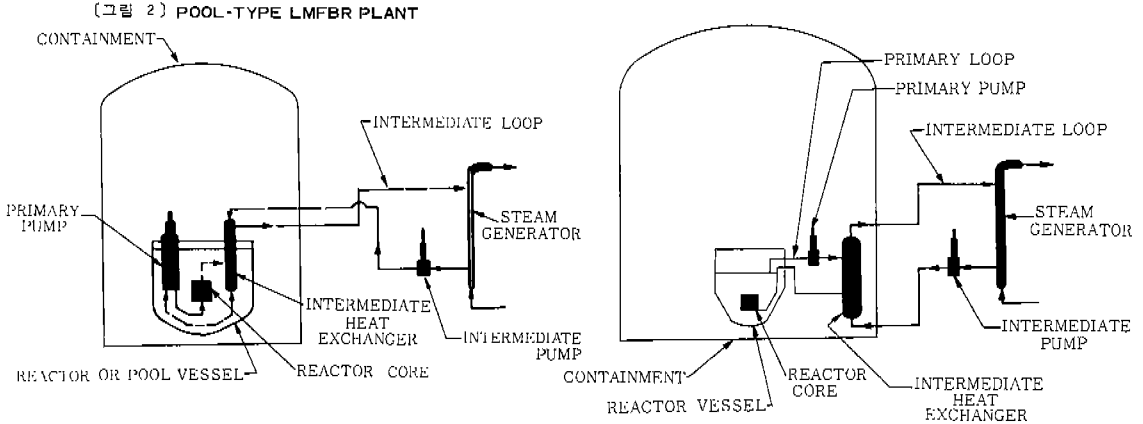 (그림 2) POOL-TYPE LMFBR PLANT
CONTAINMENT
INTERMEDIATE LOOP
PRIMARY
PUMP
STEAM
GENERATOR
INTERMEDIATE
HEAT
EXCHANGER
INTERMEDIATE
PUMP
REACTOR OR POOL VESSEL
REACTOR CORE
PRIMARY LOOP
PRIMARY PUMP
INTERMEDIATE LOOP
STEAM
GENERATOR
INTERMEDIATE
PUMP
CONTAINMENT
REACTOR
CORE
REACTOR VESSEL
INTERMEDIATE
HEAT
EXCHANGER